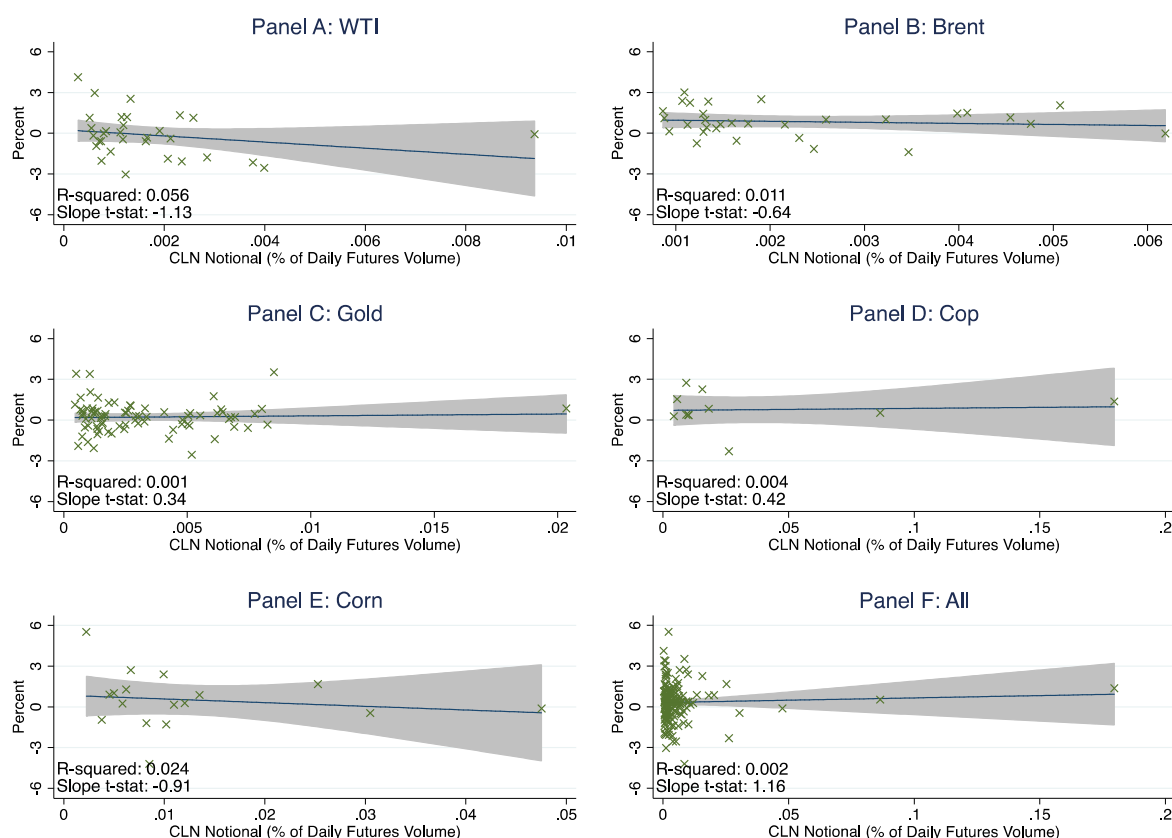 Panel A: WTI
Percent
6
3
0
-3
-6
R-squared: 0.056
Slope t-stat: -1.13
0 .002 .004 .006 .008 .01
CLN Notional (% of Daily Futures Volume)
Panel B: Brent
Percent
6
3
0
-3
-6
R-squared: 0.011
Slope t-stat: -0.64
.001 .002 .003 .004 .005 .006
CLN Notional (% of Daily Futures Volume)
Panel C: Gold
Percent
6
3
0
-3
-6
R-squared: 0.001
Slope t-stat: 0.34
0 .005 .01 .015 .02
CLN Notional (% of Daily Futures Volume)
Panel D: Cop
Percent
6
3
0
-3
-6
R-squared: 0.004
Slope t-stat: 0.42
0 .05 .1 .15 .2
CLN Notional (% of Daily Futures Volume)
Panel E: Corn
Percent
6
3
0
-3
-6
R-squared: 0.024
Slope t-stat: -0.91
0 .01 .02 .03 .04 .05
CLN Notional (% of Daily Futures Volume)
Panel F: All
Percent
6
3
0
-3
-6
R-squared: 0.002
Slope t-stat: 1.16
0 .05 .1 .15 .2
CLN Notional (% of Daily Futures Volume)